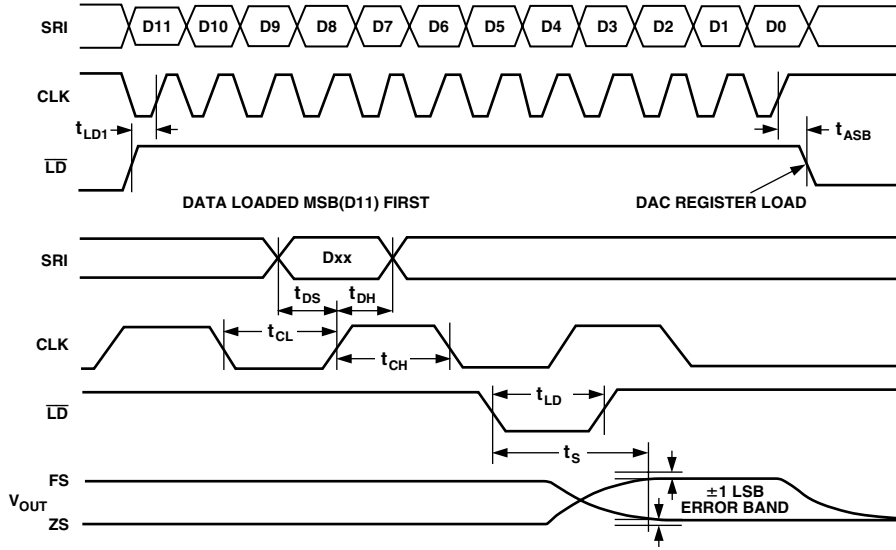 SRI
D11 D10 D9 D8 D7 D6 D5 D4 D3 D2 D1 D0
CLK
tLD1
tASB
LD
DATA LOADED MSB(D11) FIRST
DAC REGISTER LOAD
SRI
Dxx
tDS
tDH
CLK
tCL
tCH
LD
tLD
tS
FS
VOUT
ZS
±1 LSB
ERROR BAND